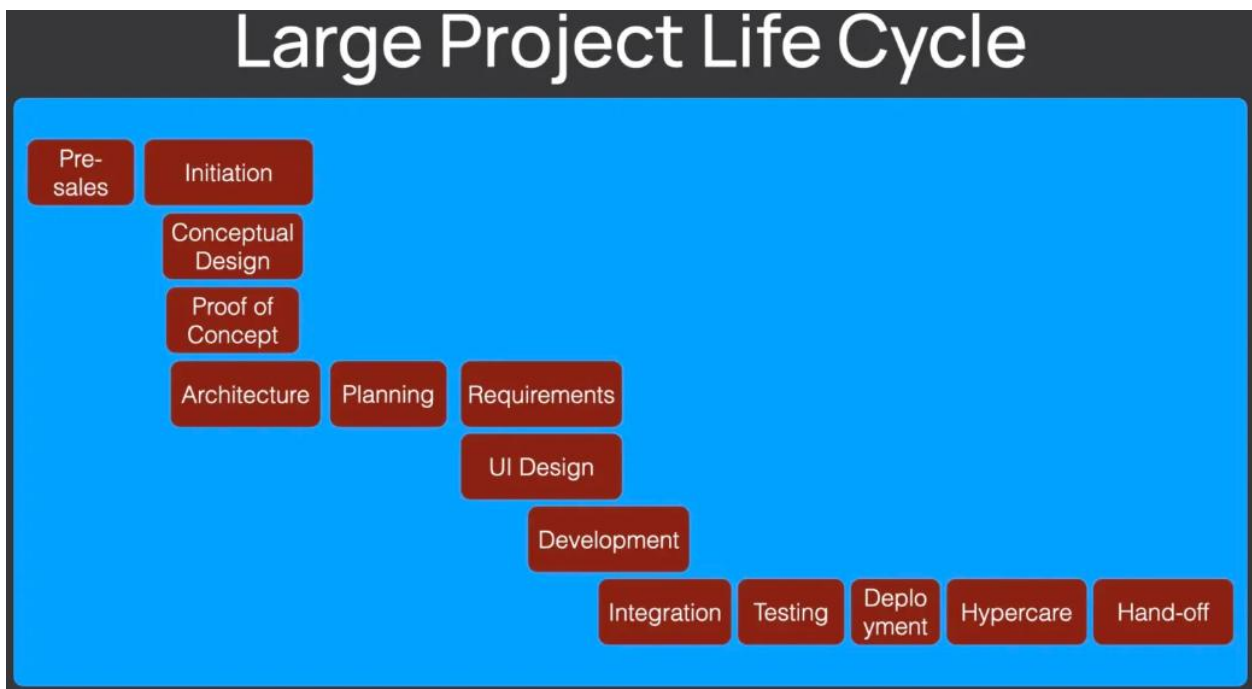 Large Project Life Cycle
Pre-
sales
Initiation
Conceptual
Design
Proof of
Concept
Architecture
Planning
Requirements
UI Design
Development
Integration
Testing
Deplo
yment
Hypercare
Hand-off